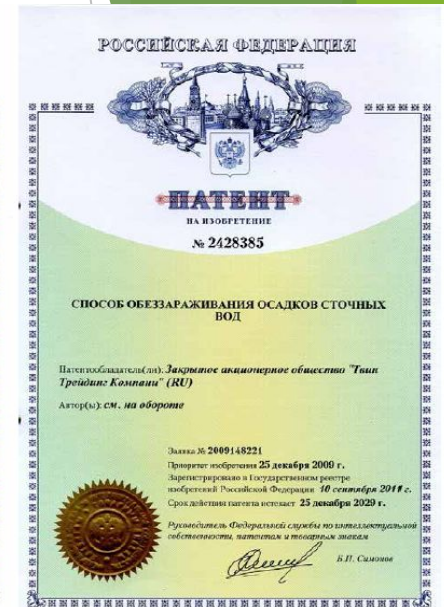 РОССИЙСКАЯ ФЕДЕРАЦИЯ
ПАТЕНТ
НА ИЗОБРЕТЕНИЕ
№ 2428385
СПОСОБ ОБЕЗЗАРАЖИВАНИЯ ОСАДКОВ СТОЧНЫХ
ВОД
Патентообладатель(ли): Закрытое акционерное общество "Твин
Трейдинг Компани" (RU)
Автор(ы): см. на обороте
Заявка № 2009148221
Приоритет изобретения 25 декабря 2009 г.
Зарегистрировано в Государственном реестре
изобретений Российской Федерации 10 сентября 2011 г.
Срок действия патента истекает 25 декабря 2029 г.
Руководитель Федеральной службы по интеллектуальной
собственности, патентам и товарным знакам
Б.П. Симонов